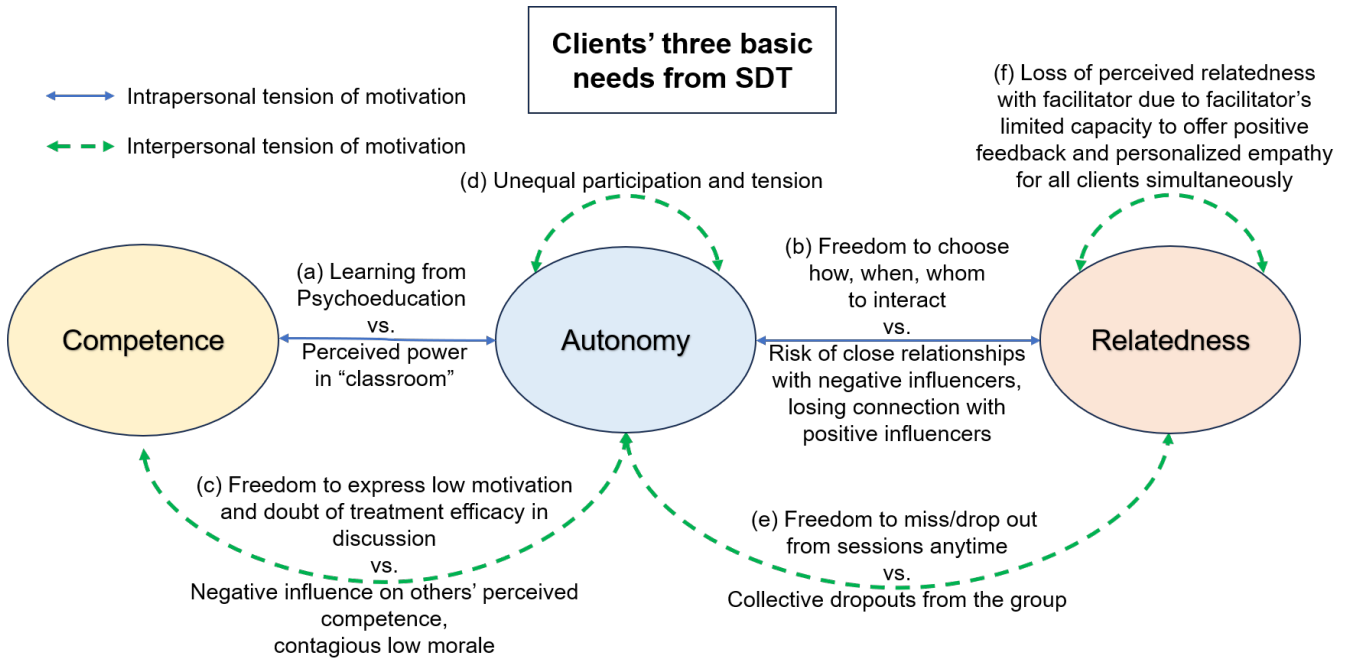 Clients’ three basic
needs from SDT
Intrapersonal tension of motivation
Interpersonal tension of motivation
(f) Loss of perceived relatedness
with facilitator due to facilitator’s
limited capacity to offer positive
feedback and personalized empathy
for all clients simultaneously
(d) Unequal participation and tension
Competence
(a) Learning from
Psychoeducation
vs.
Perceived power
in “classroom”
Autonomy
(b) Freedom to choose
how, when, whom
to interact
vs.
Risk of close relationships
with negative influencers,
losing connection with
positive influencers
Relatedness
(c) Freedom to express low motivation
and doubt of treatment efficacy in
discussion
vs.
Negative influence on others’ perceived
competence,
contagious low morale
(e) Freedom to miss/drop out
from sessions anytime
vs.
Collective dropouts from the group